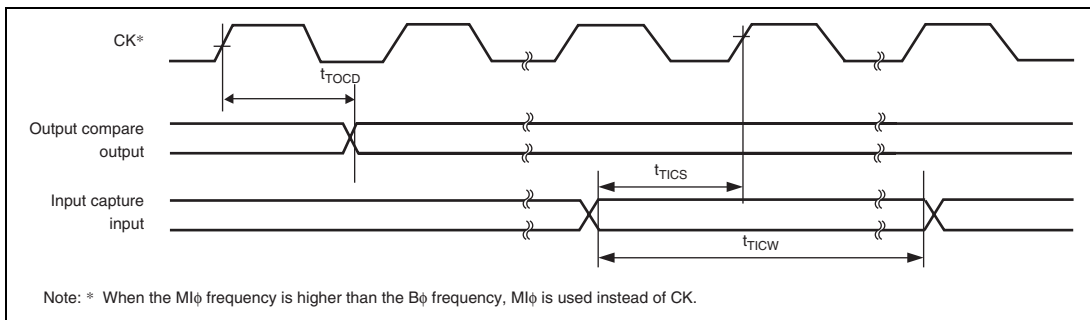 CK*
tTOCD
Output compare
output
tTICS
Input capture
input
tTICW
Note: * When the MIϕ frequency is higher than the Bϕ frequency, MIϕ is used instead of CK.